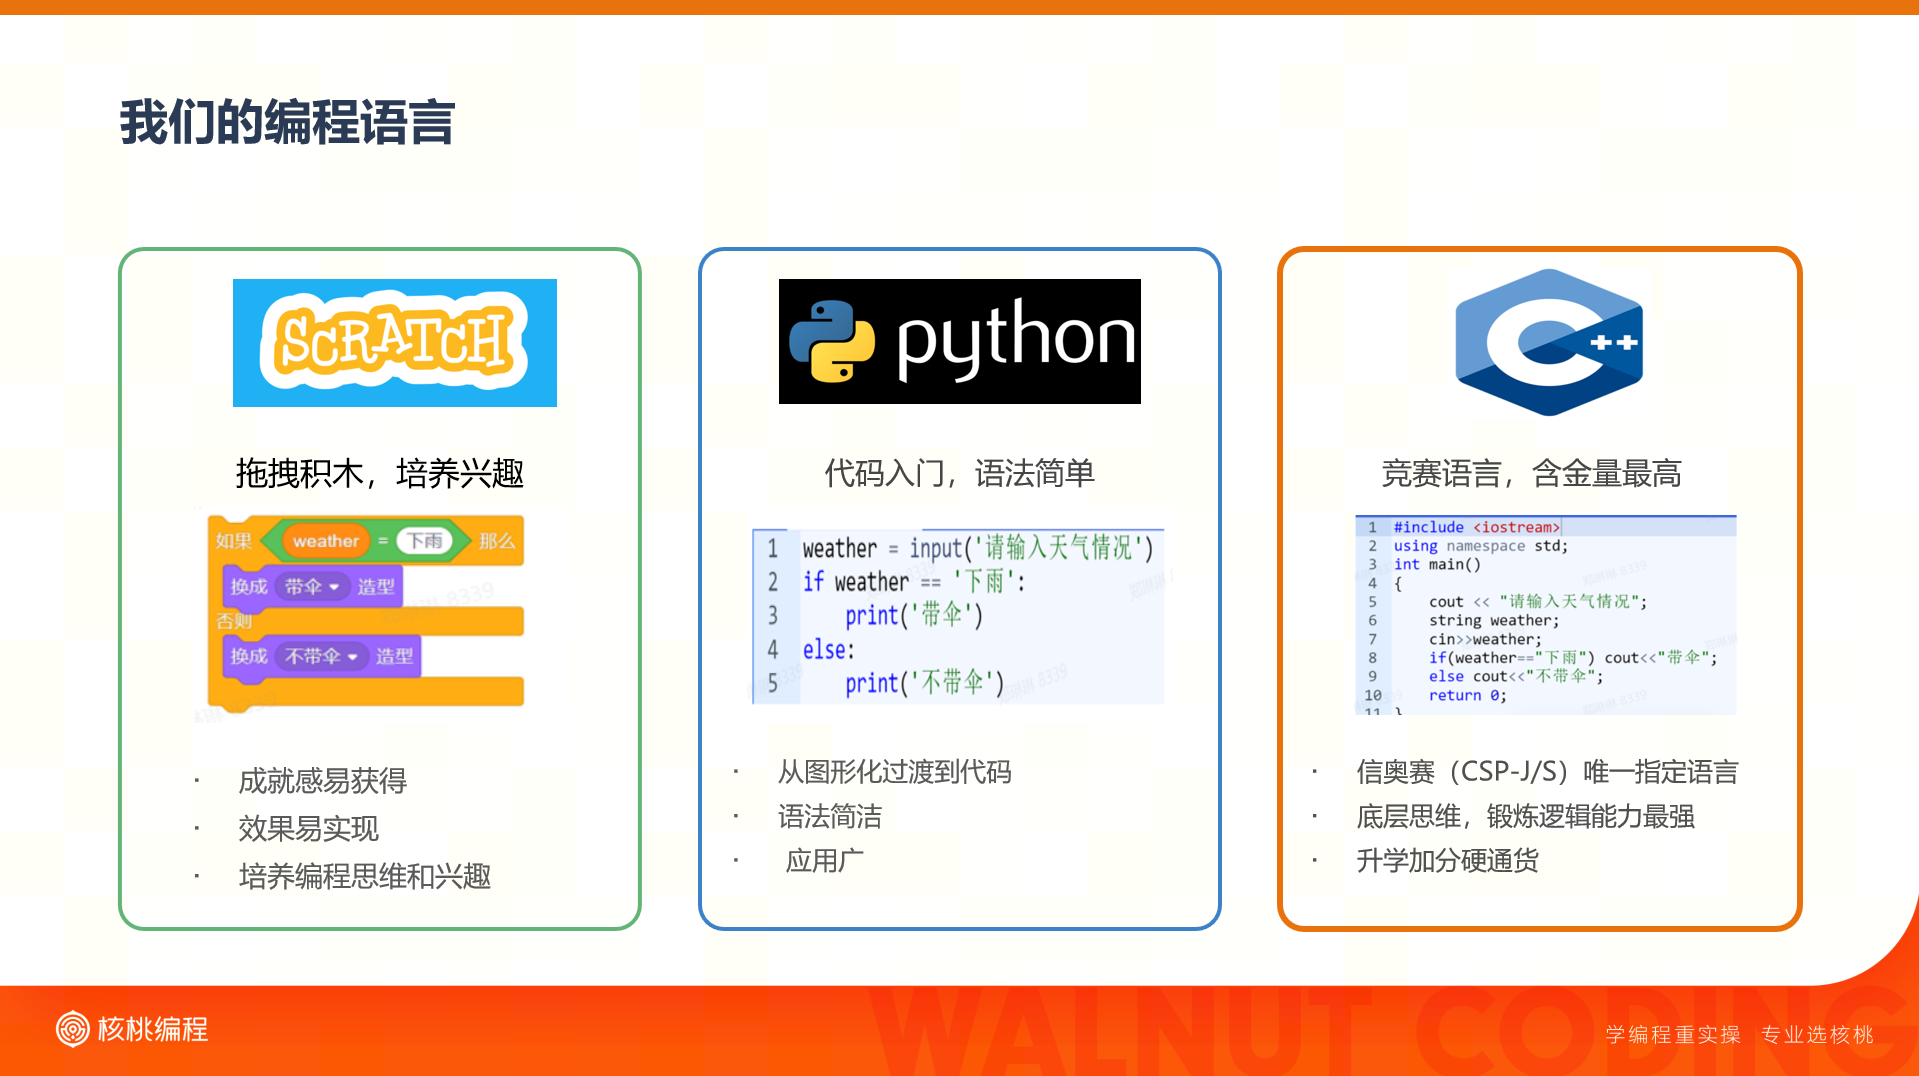 我们的编程语言
SCRATCH
拖拽积木，培养兴趣
如果 weather = 下雨 那么
换成 带伞 造型
否则
换成 不带伞 造型
· 成就感易获得
· 效果易实现
· 培养编程思维和兴趣
python
代码入门，语法简单
1 weather = input('请输入天气情况')
2 if weather == '下雨':
3 print('带伞')
4 else:
5 print('不带伞')
· 从图形化过渡到代码
· 语法简洁
· 应用广
C++
竞赛语言，含金量最高
1 #include <iostream>
2 using namespace std;
3 int main()
4 {
5 cout << "请输入天气情况";
6 string weather;
7 cin>>weather;
8 if(weather=="下雨") cout<<"带伞";
9 else cout<<"不带伞";
10 return 0;
11 }
· 信奥赛（CSP-J/S）唯一指定语言
· 底层思维，锻炼逻辑能力最强
· 升学加分硬通货
核桃编程
WALNUT CODING
学编程重实操 专业选核桃